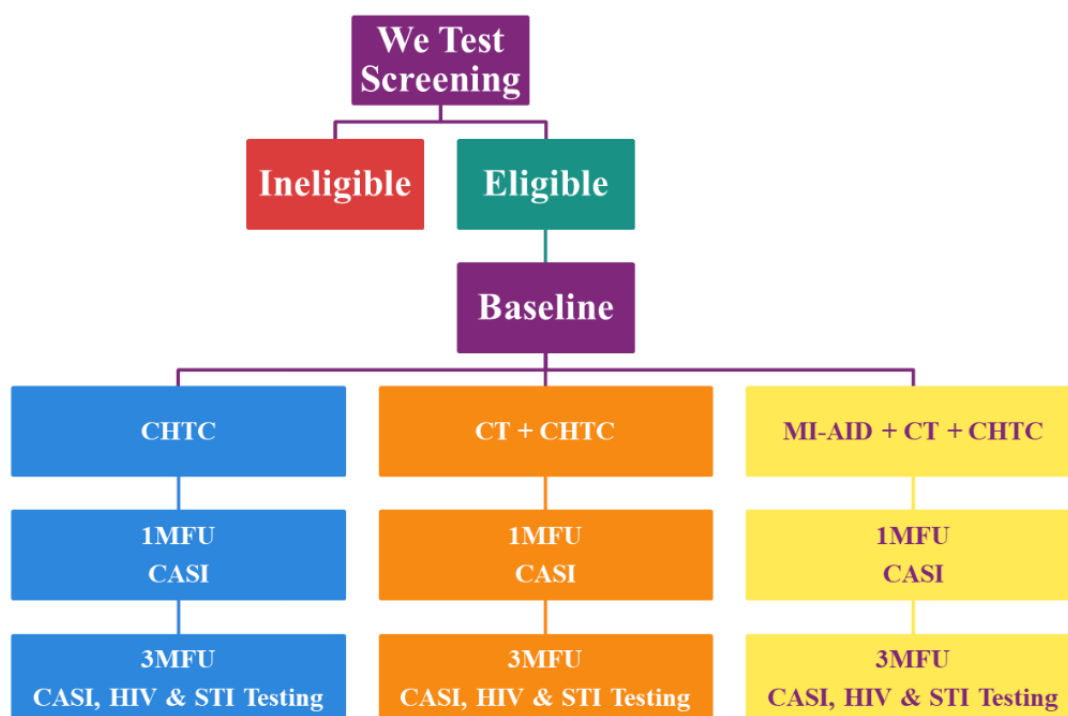 We Test
Screening
Ineligible
Eligible
Baseline
CHTC
CT + CHTC
MI-AID + CT + CHTC
1MFU
CASI
1MFU
CASI
1MFU
CASI
3MFU
CASI, HIV & STI Testing
3MFU
CASI, HIV & STI Testing
3MFU
CASI, HIV & STI Testing